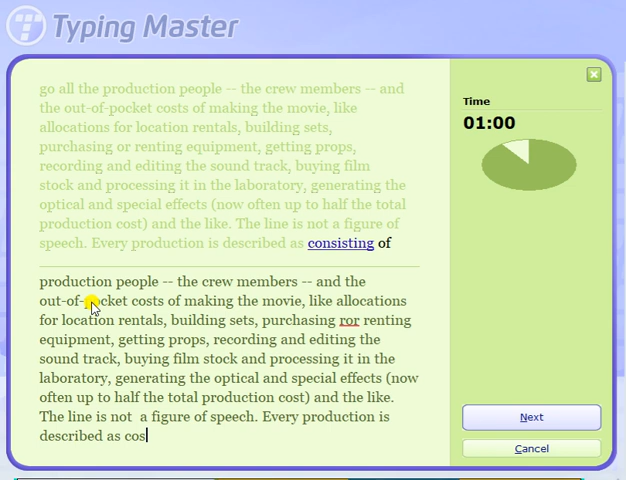 Typing Master
go all the production people -- the crew members -- and
the out-of-pocket costs of making the movie, like
allocations for location rentals, building sets,
purchasing or renting equipment, getting props,
recording and editing the sound track, buying film
stock and processing it in the laboratory, generating the
optical and special effects (now often up to half the total
production cost) and the like. The line is not a figure of
speech. Every production is described as consisting of
production people -- the crew members -- and the
out-of-pocket costs of making the movie, like allocations
for location rentals, building sets, purchasing ror renting
equipment, getting props, recording and editing the
sound track, buying film stock and processing it in the
laboratory, generating the optical and special effects (now
often up to half the total production cost) and the like.
The line is not  a figure of speech. Every production is
described as cos
Time
01:00
Next
Cancel